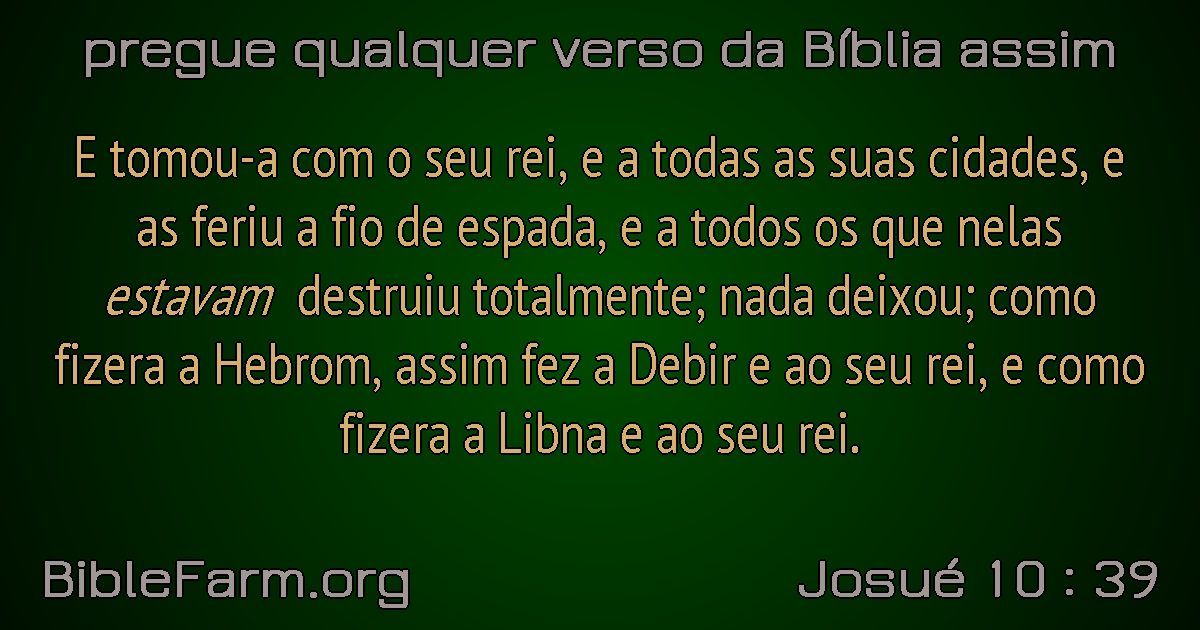 pregue qualquer verso da Bíblia assim
E tomou-a com o seu rei, e a todas as suas cidades, e
as feriu a fio de espada, e a todos os que nelas
estavam destruiu totalmente; nada deixou; como
fizera a Hebrom, assim fez a Debir e ao seu rei, e como
fizera a Libna e ao seu rei.
BibleFarm.org
Josué 10 : 39